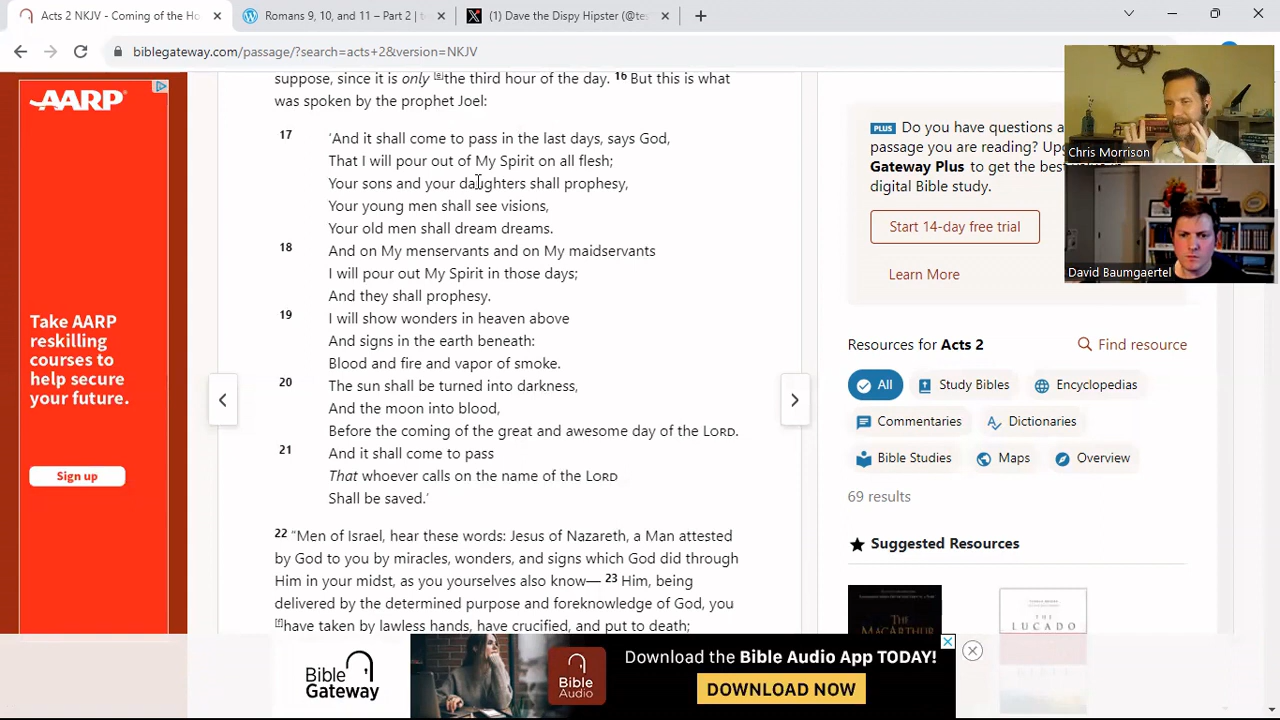 Acts 2 NKJV - Coming of the Ho
Romans 9, 10, and 11 – Part 2 | te
(1) Dave the Dispy Hipster (@tes
biblegateway.com/passage/?search=acts+2&version=NKJV
suppose, since it is only the third hour of the day. 16 But this is what
was spoken by the prophet Joel:
17 ‘And it shall come to pass in the last days, says God,
That I will pour out of My Spirit on all flesh;
Your sons and your daughters shall prophesy,
Your young men shall see visions,
Your old men shall dream dreams.
18 And on My menservants and on My maidservants
I will pour out My Spirit in those days;
And they shall prophesy.
19 I will show wonders in heaven above
And signs in the earth beneath:
Blood and fire and vapor of smoke.
20 The sun shall be turned into darkness,
And the moon into blood,
Before the coming of the great and awesome day of the LORD.
21 And it shall come to pass
That whoever calls on the name of the LORD
Shall be saved.’
22 “Men of Israel, hear these words: Jesus of Nazareth, a Man attested
by God to you by miracles, wonders, and signs which God did through
Him in your midst, as you yourselves also know— 23 Him, being
delivered by the determined purpose and foreknowledge of God, you
have taken by lawless hands, have crucified, and put to death;
AARP
Take AARP
reskilling
courses to
help secure
your future.
Sign up
PLUS Do you have questions a
passage you are reading? Up
Gateway Plus to get the bes
digital Bible study.
Start 14-day free trial
Learn More
Chris Morrison
David Baumgaertel
Resources for Acts 2
Find resource
All
Study Bibles
Encyclopedias
Commentaries
Dictionaries
Bible Studies
Maps
Overview
69 results
Suggested Resources
THE
MACARTHUR
THE
LUCADO
Bible
Gateway
Bible
Audio
Download the Bible Audio App TODAY!
DOWNLOAD NOW